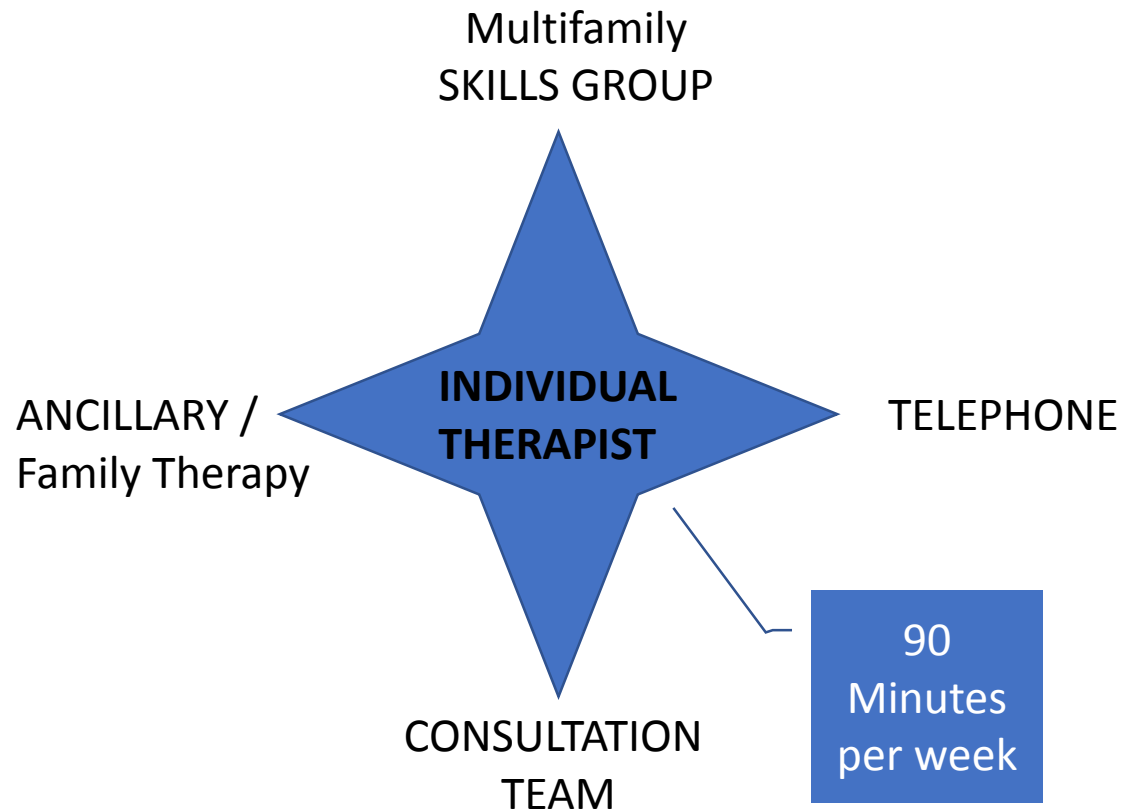 Multifamily
SKILLS GROUP
ANCILLARY /
Family Therapy
INDIVIDUAL
THERAPIST
TELEPHONE
90
Minutes
per week
CONSULTATION
TEAM